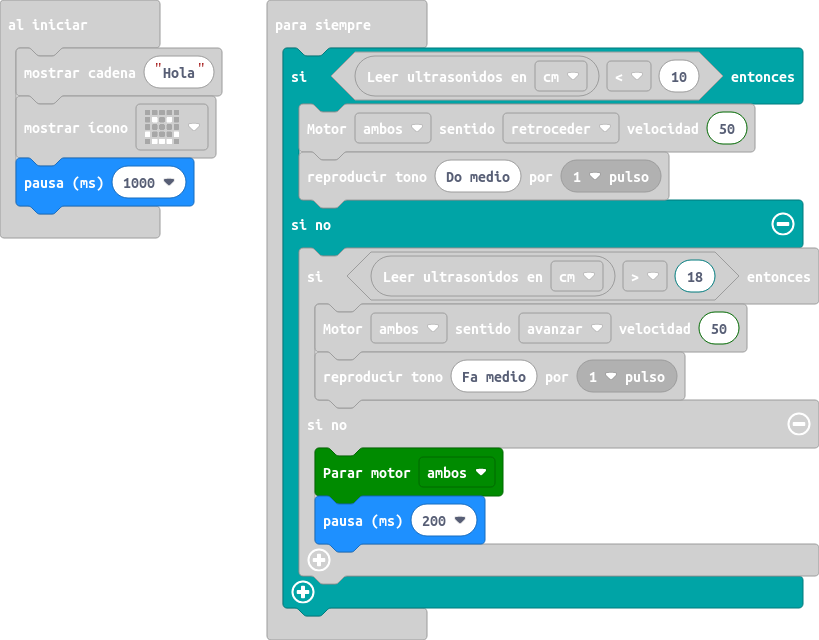 al iniciar
mostrar cadena "Hola"
mostrar ícono
pausa (ms) 1000
para siempre
si Leer ultrasonidos en cm < 10 entonces
Motor ambos sentido retroceder velocidad 50
reproducir tono Do medio por 1 pulso
si no
si Leer ultrasonidos en cm > 18 entonces
Motor ambos sentido avanzar velocidad 50
reproducir tono Fa medio por 1 pulso
si no
Parar motor ambos
pausa (ms) 200